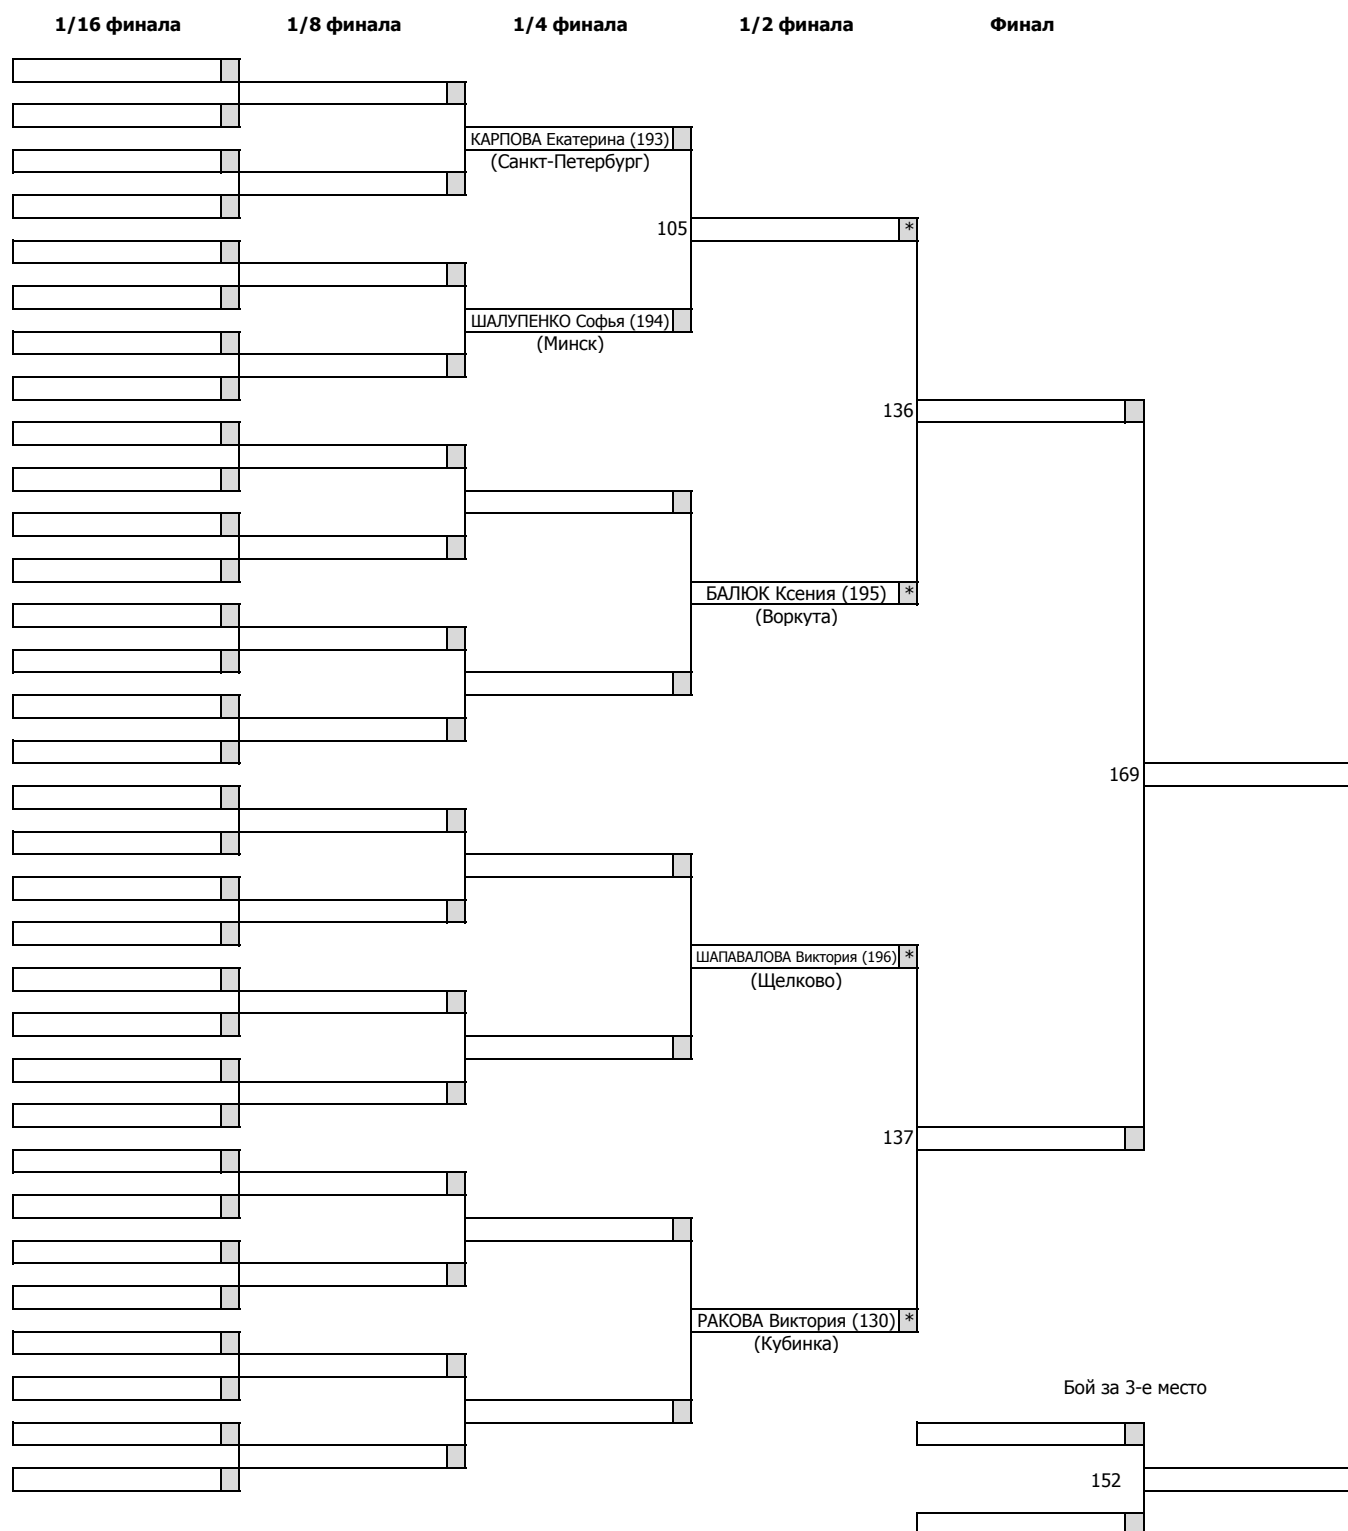 1/16 финала 1/8 финала 1/4 финала 1/2 финала Финал
КАРПОВА Екатерина (193)
(Санкт-Петербург)
105 *
ШАЛУПЕНКО Софья (194)
(Минск)
136
БАЛЮК Ксения (195) *
(Воркута)
169
ШАПАВАЛОВА Виктория (196) *
(Щелково)
137
РАКОВА Виктория (130) *
(Кубинка)
Бой за 3-е место
152